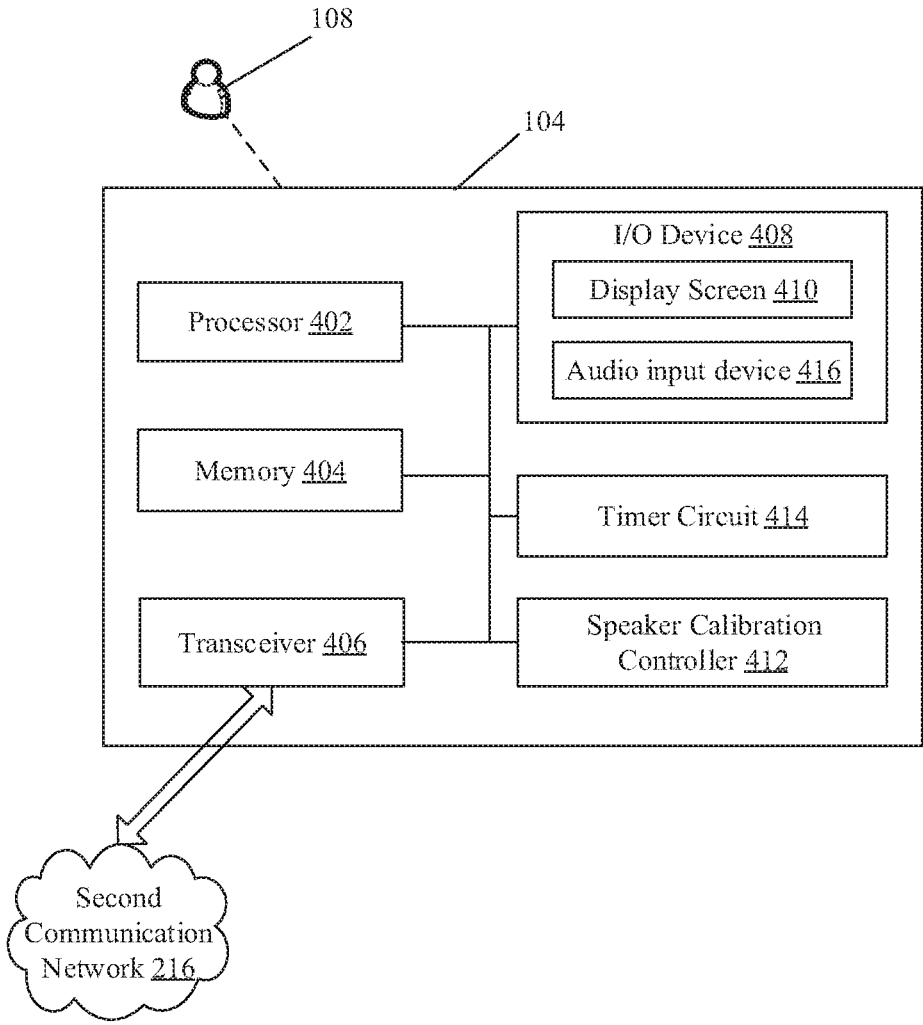 108
104
I/O Device 408
Display Screen 410
Audio input device 416
Processor 402
Memory 404
Timer Circuit 414
Transceiver 406
Speaker Calibration
Controller 412
Second
Communication
Network 216